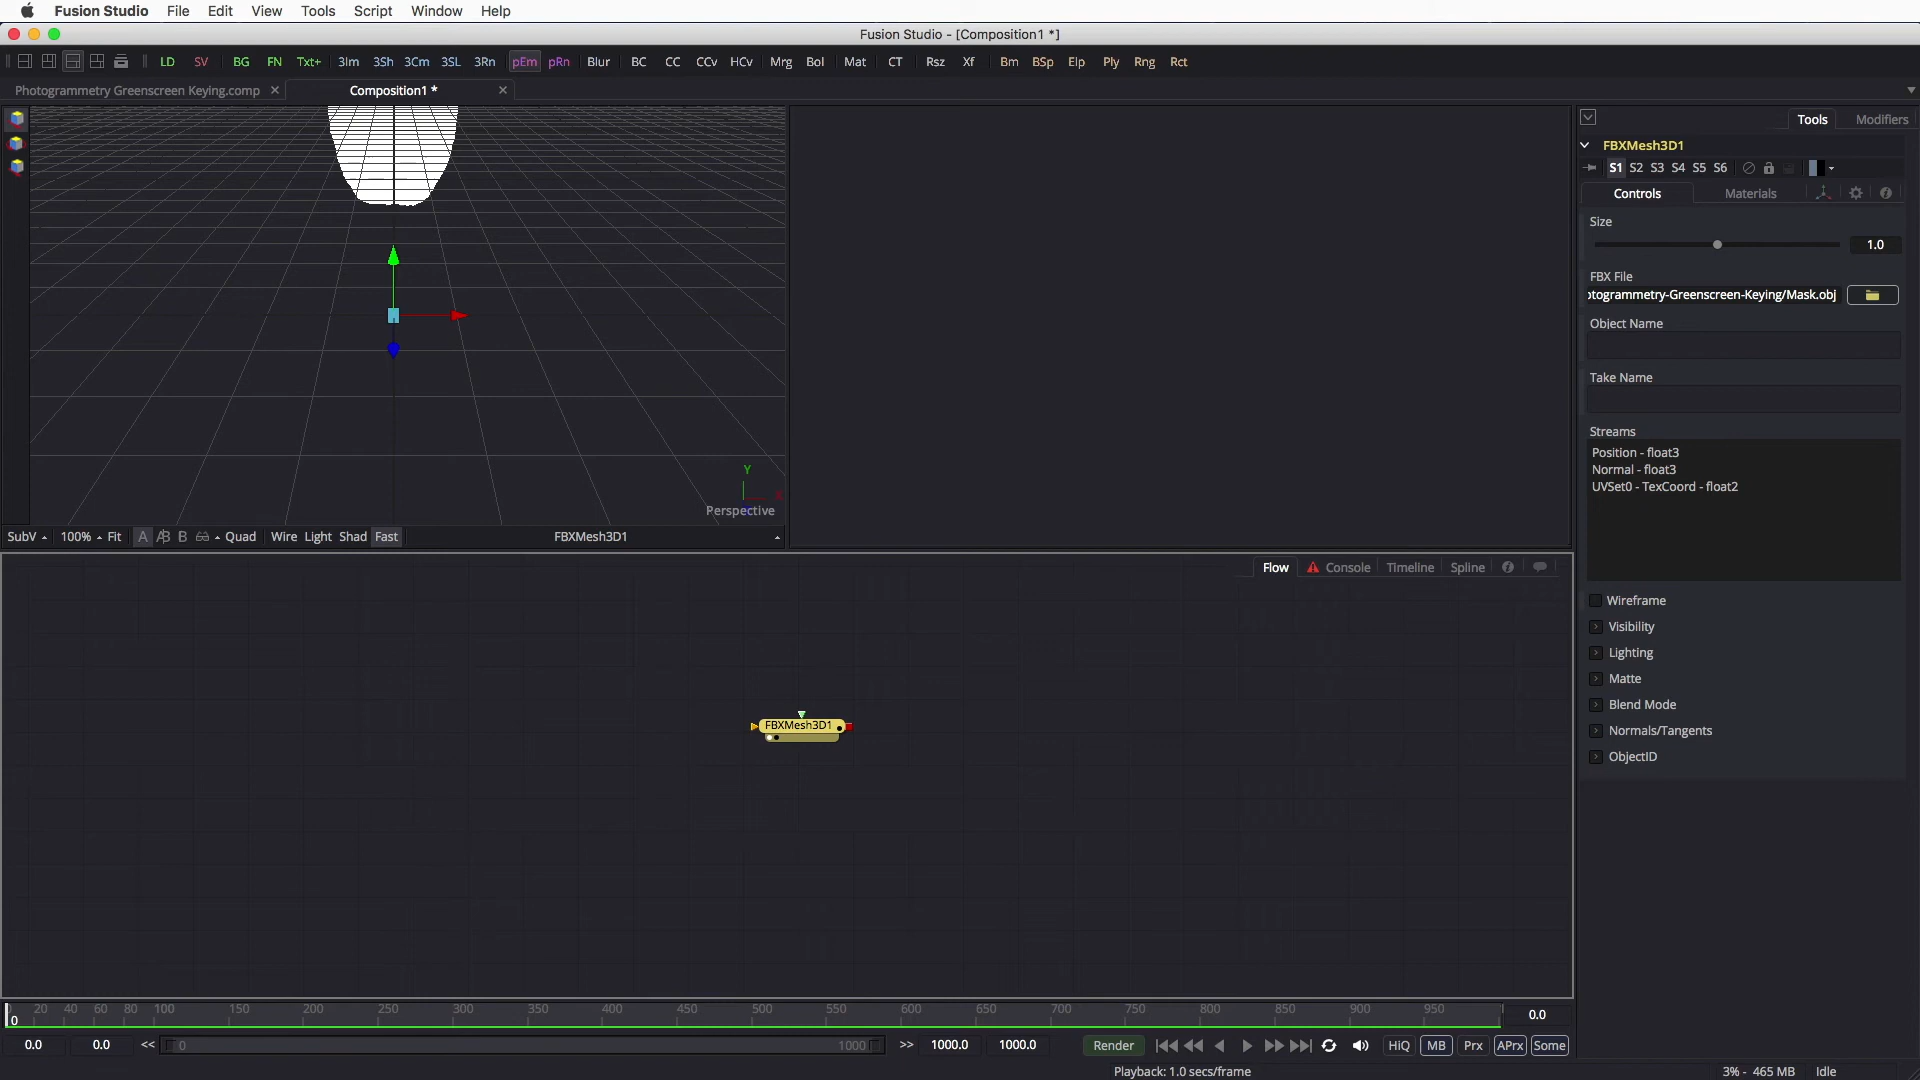 Fusion Studio File Edit View Tools Script Window Help
Fusion Studio - [Composition1 *]
LD SV BG FN Txt+ 3Im 3Sh 3Cm 3SL 3Rn pEm pRn Blur BC CC CCv HCv Mrg Bol Mat CT Rsz Xf Bm BSp Elp Ply Rng Rct
Photogrammetry Greenscreen Keying.comp Composition1 *
Tools Modifiers
FBXMesh3D1
S1 S2 S3 S4 S5 S6
Controls Materials
Size
1.0
FBX File
otogrammetry-Greenscreen-Keying/Mask.obj
Object Name
Take Name
Streams
Position - float3
Normal - float3
UVSet0 - TexCoord - float2
Wireframe
Visibility
Lighting
Matte
Blend Mode
Normals/Tangents
ObjectID
Y
X
Perspective
SubV 100% Fit A AB B Quad Wire Light Shad Fast FBXMesh3D1
Flow Console Timeline Spline
FBXMesh3D1
0 20 40 60 80 100 150 200 250 300 350 400 450 500 550 600 650 700 750 800 850 900 950
0.0
0.0 0.0 << 0 1000 >> 1000.0 1000.0 Render HiQ MB Prx APrx Some
Playback: 1.0 secs/frame 3% - 465 MB Idle